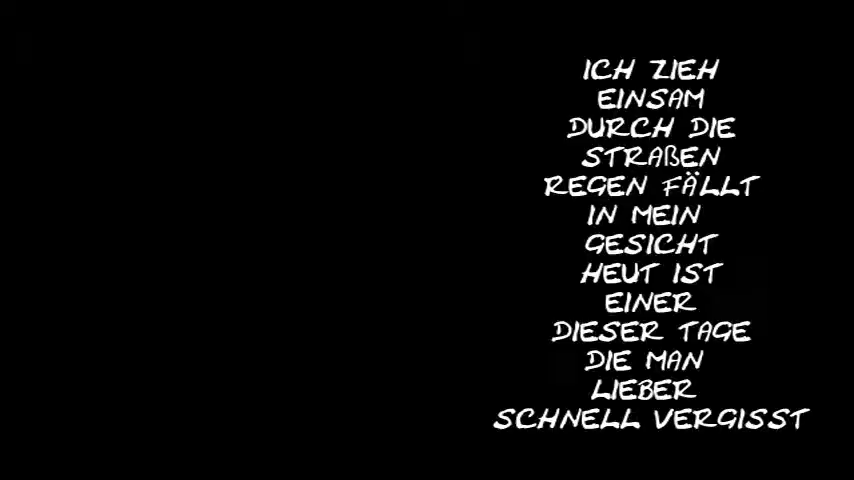 ICH ZIEH
EINSAM
DURCH DIE
STRAßEN
REGEN FÄLLT
IN MEIN
GESICHT
HEUT IST
EINER
DIESER TAGE
DIE MAN
LIEBER
SCHNELL VERGISST